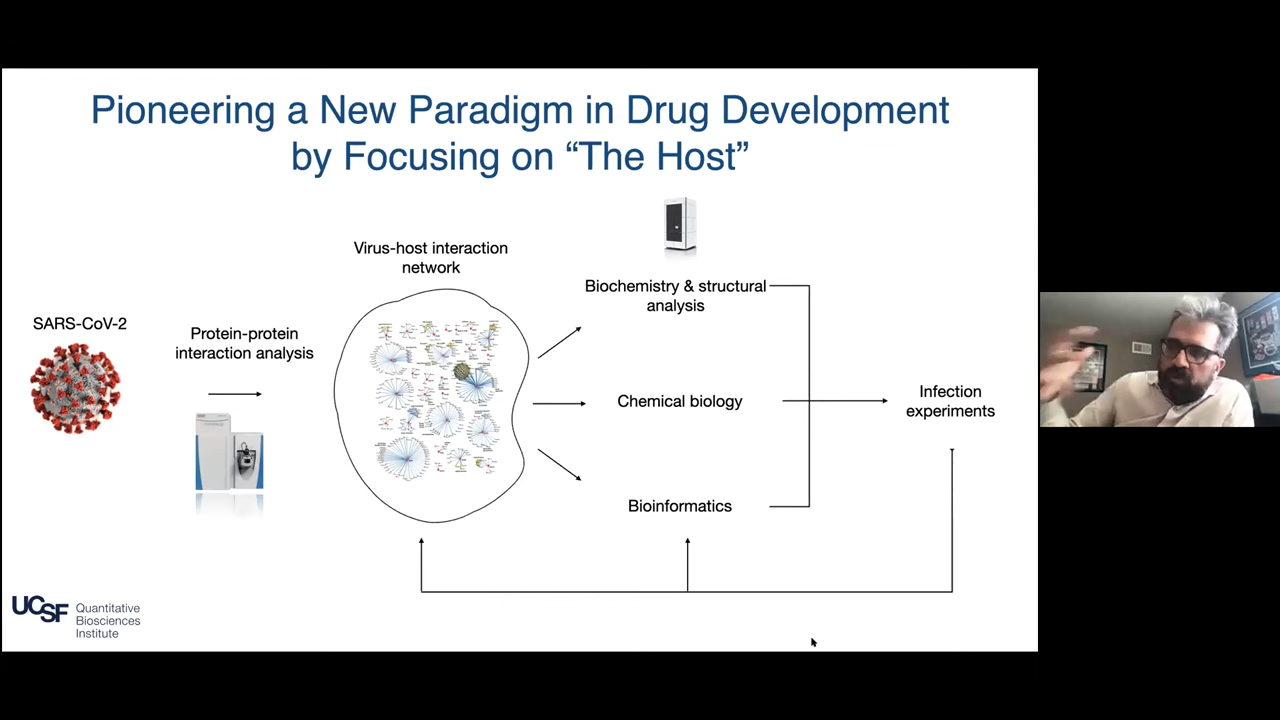 Pioneering a New Paradigm in Drug Development
by Focusing on “The Host”
Virus-host interaction
network
SARS-CoV-2
Protein-protein
interaction analysis
Biochemistry & structural
analysis
Chemical biology
Bioinformatics
Infection
experiments
UCSF
Quantitative
Biosciences
Institute